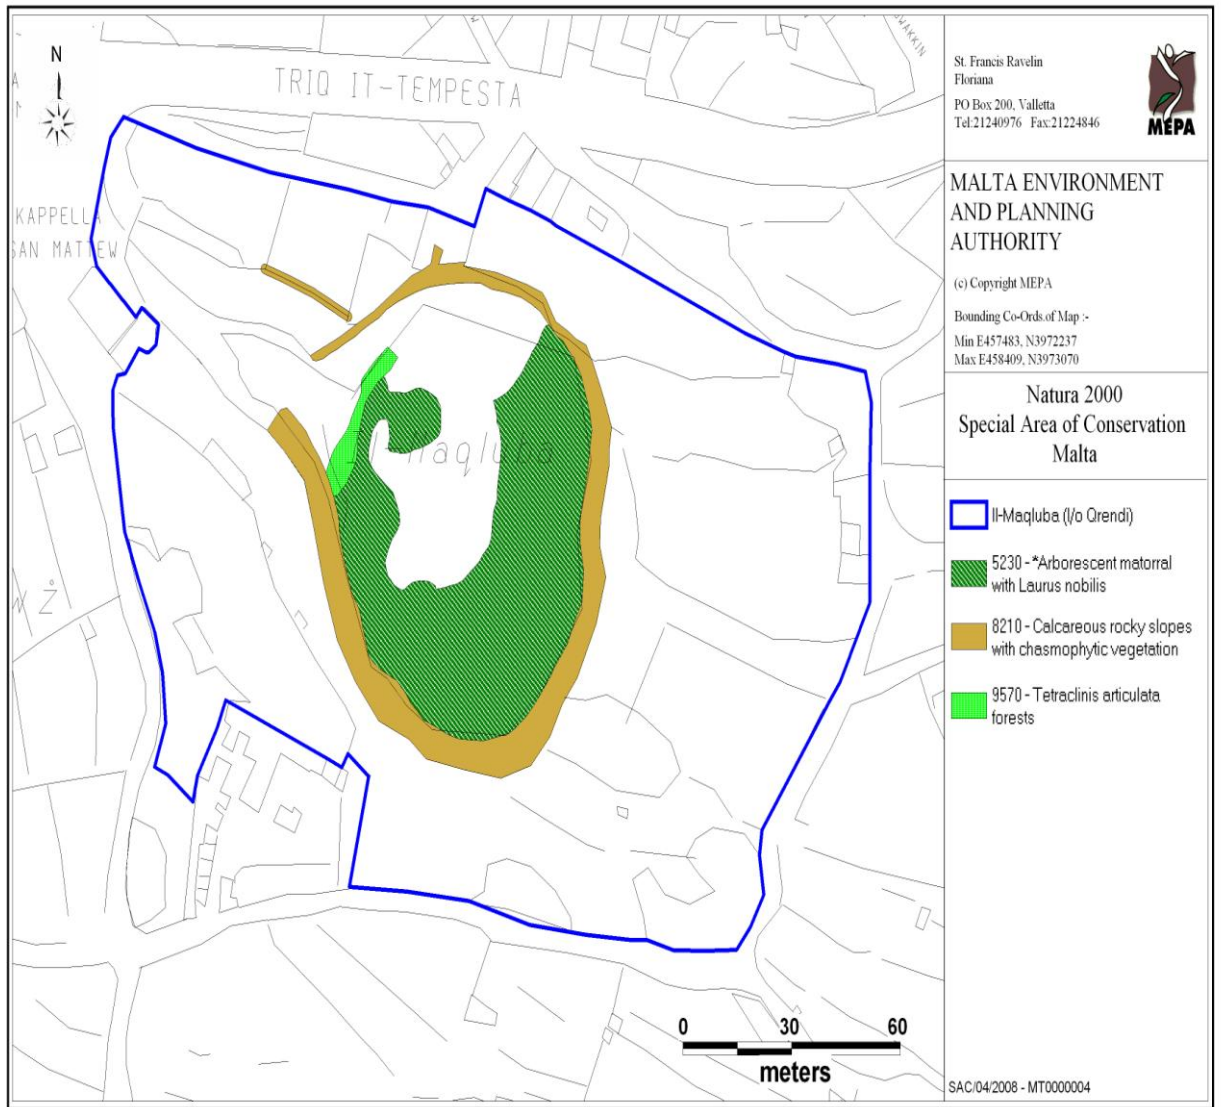 N
TRIQ IT-TEMPESTA
KAPPELLA
SAN MATTEW
Il-Maqluba
Ż
0 30 60
meters
St. Francis Ravelin
Floriana
PO Box 200, Valletta
Tel:21240976 Fax:21224846
MEPA
MALTA ENVIRONMENT
AND PLANNING
AUTHORITY
(c) Copyright MEPA
Bounding Co-Ords.of Map :-
Min E457483, N3972237
Max E458409, N3973070
Natura 2000
Special Area of Conservation
Malta
Il-Maqluba (l/o Qrendi)
5230 - *Arborescent matorral
with Laurus nobilis
8210 - Calcareous rocky slopes
with chasmophytic vegetation
9570 - Tetraclinis articulata
forests
SAC/04/2008 - MT0000004